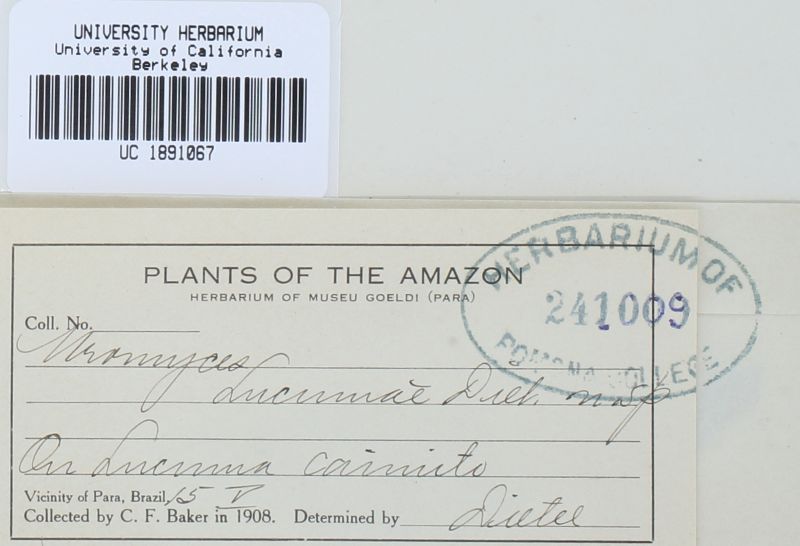 UNIVERSITY HERBARIUM
University of California
Berkeley
UC 1891067
HERBARIUM OF
241009
POMONA COLLEGE
PLANTS OF THE AMAZON
HERBARIUM OF MUSEU GOELDI (PARA)
Coll. No.
Uromyces
Lucumae Diet. n sp
On Lucuma caimito
Vicinity of Para, Brazil, 15 V
Collected by C. F. Baker in 1908. Determined by Dietel